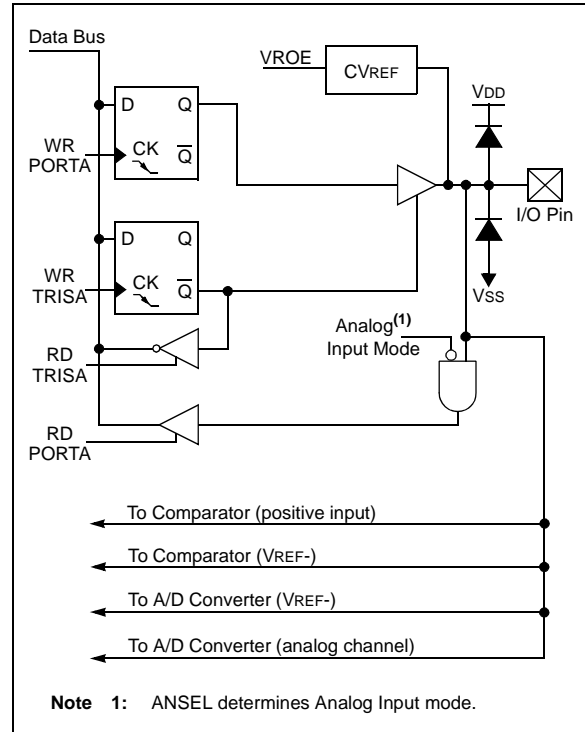 Data Bus
VROE
CVREF
VDD
D Q
WR
PORTA
CK
Q
I/O Pin
D Q
WR
TRISA
CK
Q
VSS
Analog(1)
Input Mode
RD
TRISA
RD
PORTA
To Comparator (positive input)
To Comparator (VREF-)
To A/D Converter (VREF-)
To A/D Converter (analog channel)
Note 1: ANSEL determines Analog Input mode.